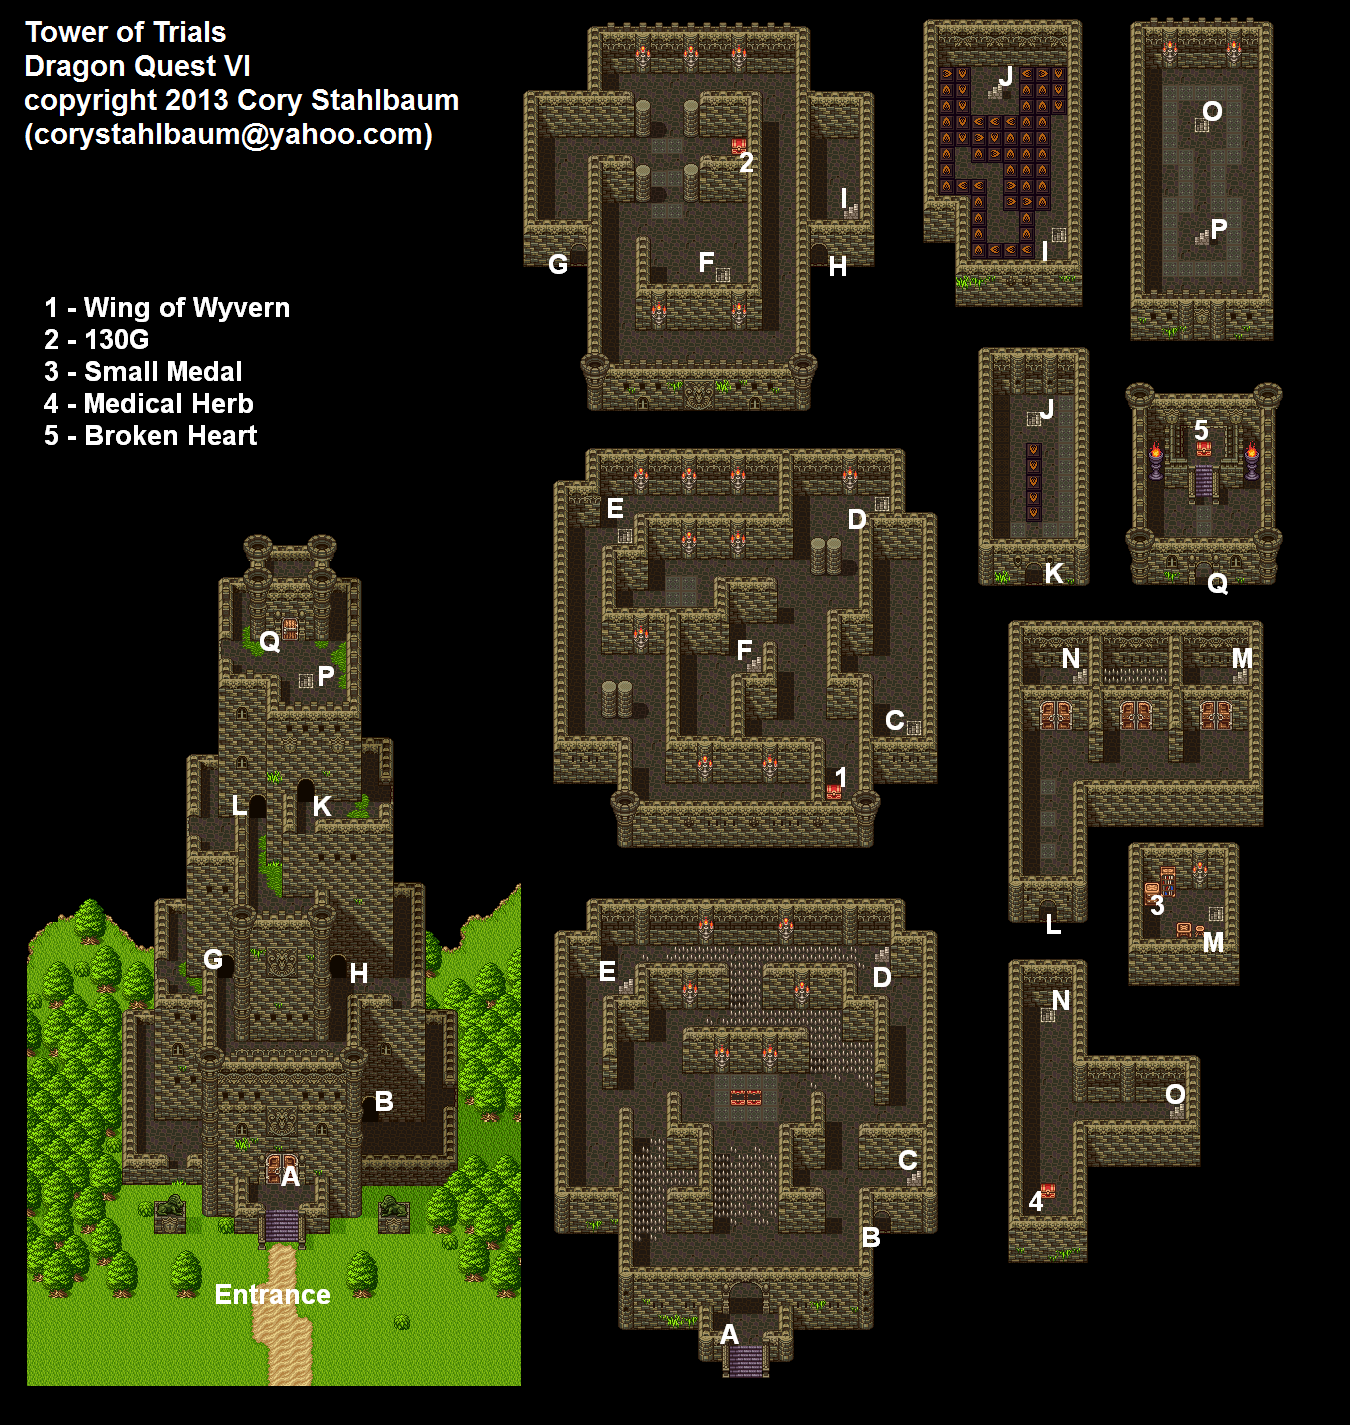 Tower of Trials
Dragon Quest VI
copyright 2013 Cory Stahlbaum
(corystahlbaum@yahoo.com)
1 - Wing of Wyvern
2 - 130G
3 - Small Medal
4 - Medical Herb
5 - Broken Heart
Q
P
L
K
G
H
B
A
Entrance
2
I
G
F
H
E
D
F
C
1
E
D
C
B
A
J
I
O
P
J
K
5
Q
N
M
L
3
M
N
O
4